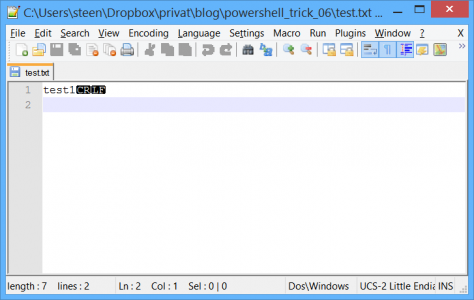 C:\Users\steen\Dropbox\privat\blog\powershell_trick_06\test.txt ...
File Edit Search View Encoding Language Settings Macro Run Plugins Window ? X
test.txt
1 test1CRLF
2
length : 7 lines : 2 Ln : 2 Col : 1 Sel : 0 | 0 Dos\Windows UCS-2 Little Endia INS